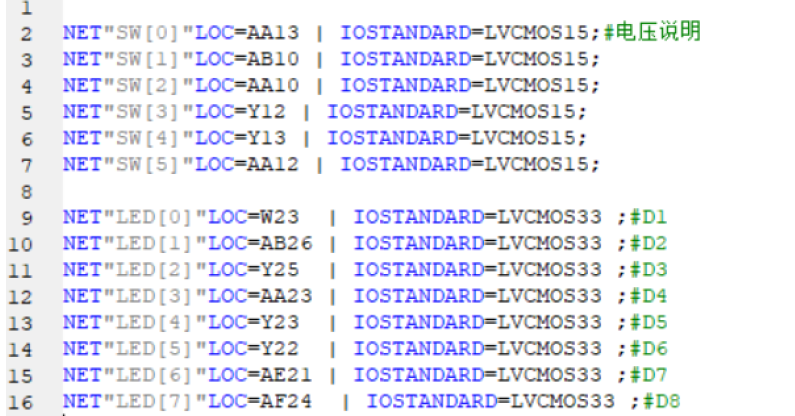 1
2 NET"SW[0]"LOC=AA13 | IOSTANDARD=LVCMOS15;#电压说明
3 NET"SW[1]"LOC=AB10 | IOSTANDARD=LVCMOS15;
4 NET"SW[2]"LOC=AA10 | IOSTANDARD=LVCMOS15;
5 NET"SW[3]"LOC=Y12 | IOSTANDARD=LVCMOS15;
6 NET"SW[4]"LOC=Y13 | IOSTANDARD=LVCMOS15;
7 NET"SW[5]"LOC=AA12 | IOSTANDARD=LVCMOS15;
8
9 NET"LED[0]"LOC=W23 | IOSTANDARD=LVCMOS33 ;#D1
10 NET"LED[1]"LOC=AB26 | IOSTANDARD=LVCMOS33 ;#D2
11 NET"LED[2]"LOC=Y25 | IOSTANDARD=LVCMOS33 ;#D3
12 NET"LED[3]"LOC=AA23 | IOSTANDARD=LVCMOS33 ;#D4
13 NET"LED[4]"LOC=Y23 | IOSTANDARD=LVCMOS33 ;#D5
14 NET"LED[5]"LOC=Y22 | IOSTANDARD=LVCMOS33 ;#D6
15 NET"LED[6]"LOC=AE21 | IOSTANDARD=LVCMOS33 ;#D7
16 NET"LED[7]"LOC=AF24 | IOSTANDARD=LVCMOS33 ;#D8